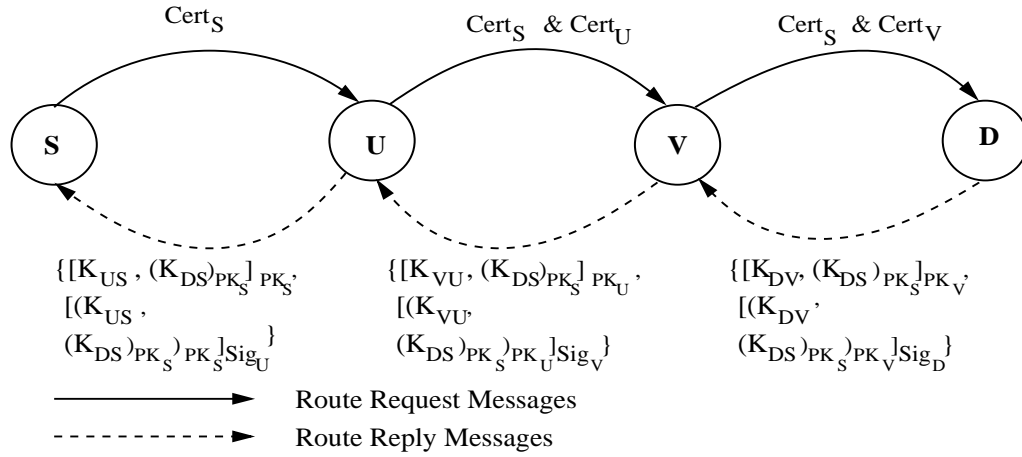 Cert_S
Cert_S & Cert_U
Cert_S & Cert_V
S
U
V
D
{[K_US , (K_DS)_PK_S]_PK_S,
[(K_US ,
(K_DS)_PK_S)_PK_S]_Sig_U}
{[K_VU, (K_DS)_PK_S]_PK_U ,
[(K_VU,
(K_DS)_PK_S)_PK_U]_Sig_V}
{[K_DV, (K_DS)_PK_S]_PK_V,
[(K_DV,
(K_DS)_PK_S)_PK_V]_Sig_D}
Route Request Messages
Route Reply Messages